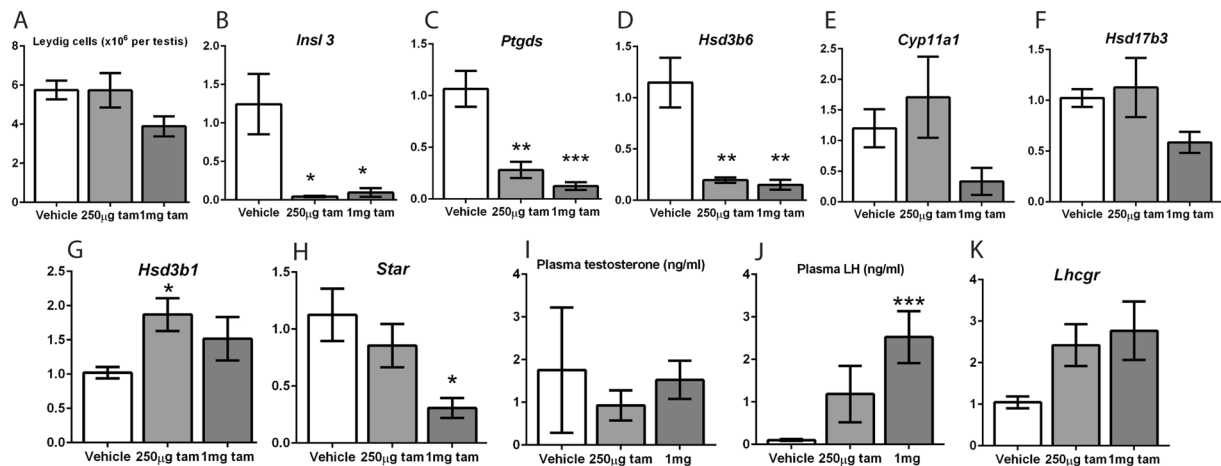 A
Leydig cells (x10⁶ per testis)
8
6
4
2
0
Vehicle 250μg tam 1mg tam
B
Insl 3
2.0
1.5
1.0
0.5
0.0
* *
Vehicle 250μg tam 1mg tam
C
Ptgds
1.5
1.0
0.5
0.0
** ***
Vehicle 250μg tam 1mg tam
D
Hsd3b6
1.5
1.0
0.5
0.0
** **
Vehicle 250μg tam 1mg tam
E
Cyp11a1
2.5
2.0
1.5
1.0
0.5
0.0
Vehicle 250μg tam 1mg tam
F
Hsd17b3
1.5
1.0
0.5
0.0
Vehicle 250μg tam 1mg tam
G
Hsd3b1
2.5
2.0
1.5
1.0
0.5
0.0
*
Vehicle 250μg tam 1mg tam
H
Star
1.5
1.0
0.5
0.0
*
Vehicle 250μg tam 1mg tam
I
Plasma testosterone (ng/ml)
4
3
2
1
0
Vehicle 250μg tam 1mg
J
Plasma LH (ng/ml)
4
3
2
1
0
***
Vehicle 250μg tam 1mg
K
Lhcgr
4
3
2
1
0
Vehicle 250μg tam 1mg tam